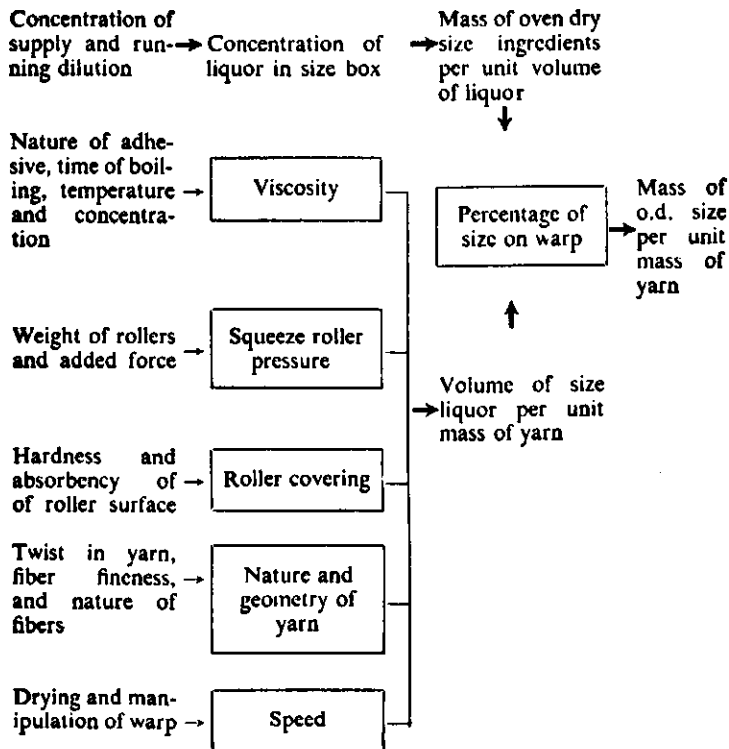 Concentration of
supply and run-
ning dilution
Concentration of
liquor in size box
Mass of oven dry
size ingredients
per unit volume
of liquor
Nature of adhe-
sive, time of boil-
ing, temperature
and concentra-
tion
Viscosity
Percentage of
size on warp
Mass of
o.d. size
per unit
mass of
yarn
Weight of rollers
and added force
Squeeze roller
pressure
Volume of size
liquor per unit
mass of yarn
Hardness and
absorbency of
of roller surface
Roller covering
Twist in yarn,
fiber fineness,
and nature of
fibers
Nature and
geometry of
yarn
Drying and man-
ipulation of warp
Speed